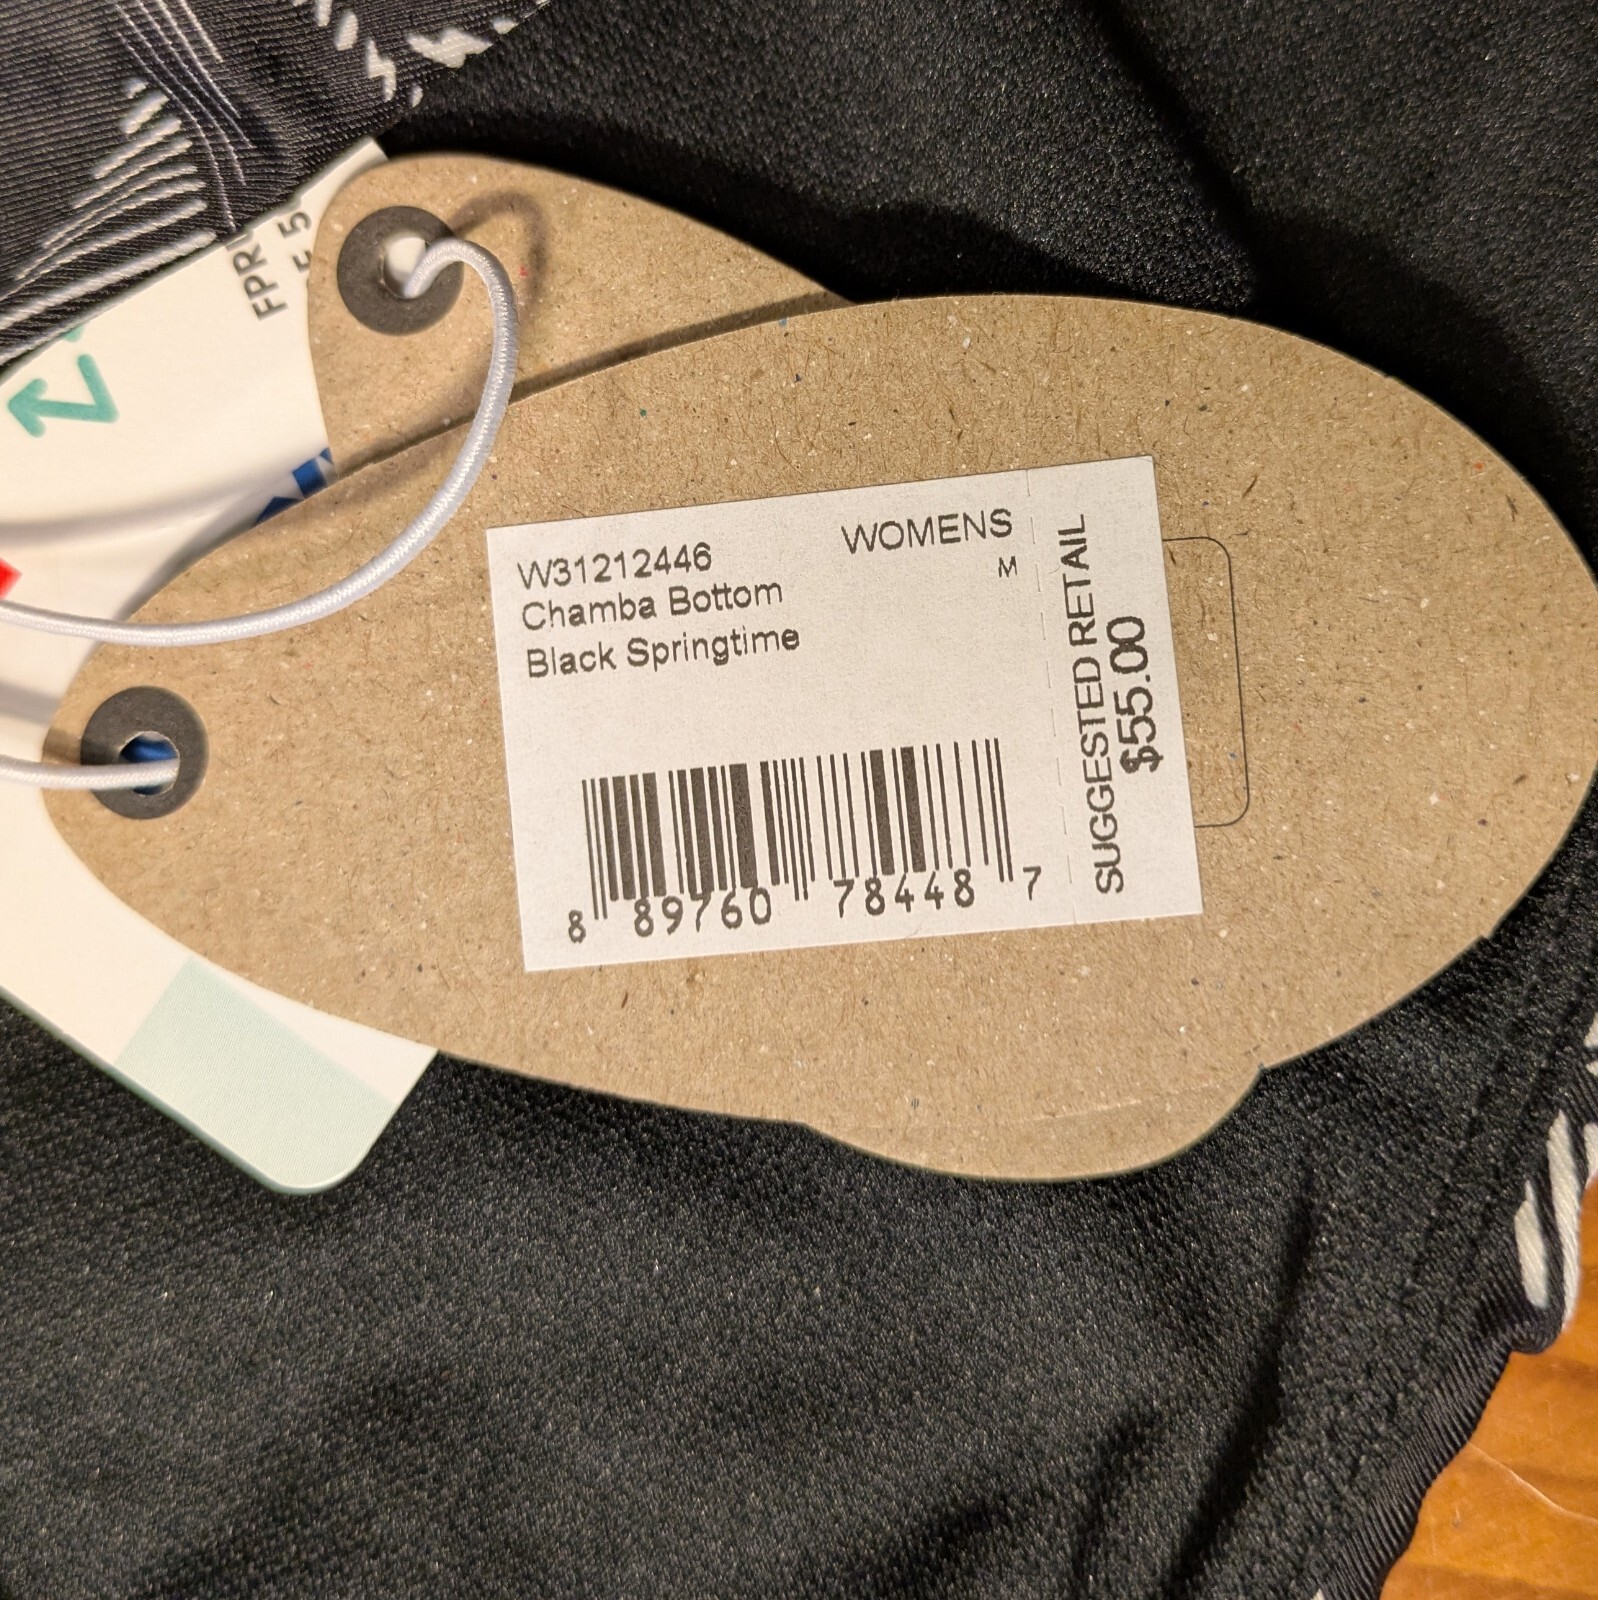 W31212446
WOMENS
Chamba Bottom
M
Black Springtime
8 89760 78448 7
SUGGESTED RETAIL
$55.00